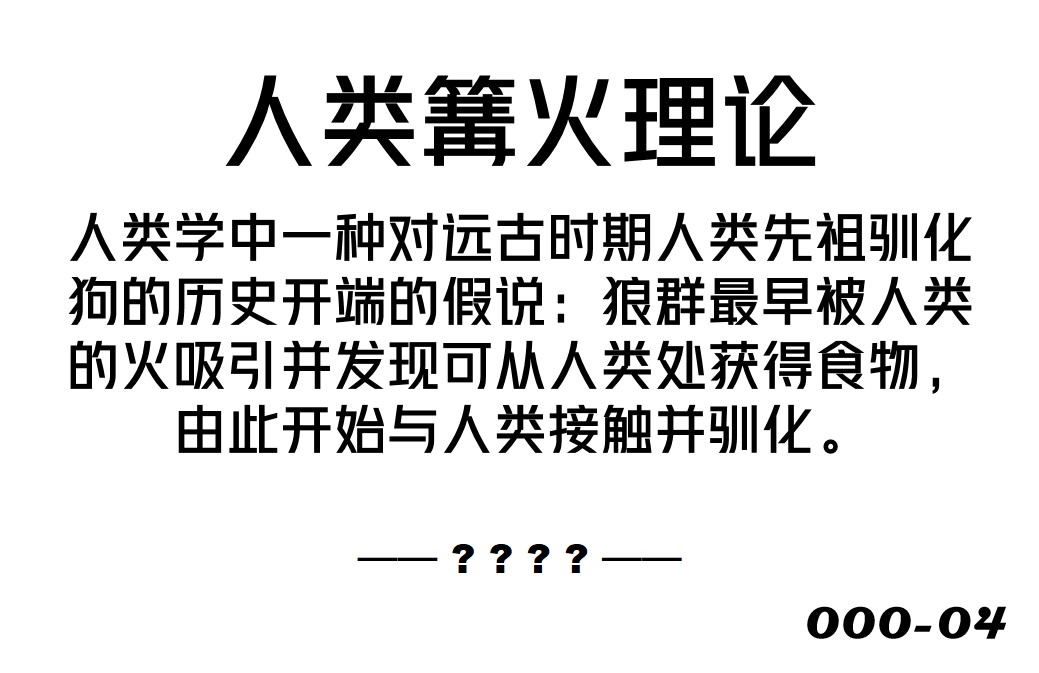 人类篝火理论
人类学中一种对远古时期人类先祖驯化
狗的历史开端的假说：狼群最早被人类
的火吸引并发现可从人类处获得食物，
由此开始与人类接触并驯化。
——？？？？——
000-04